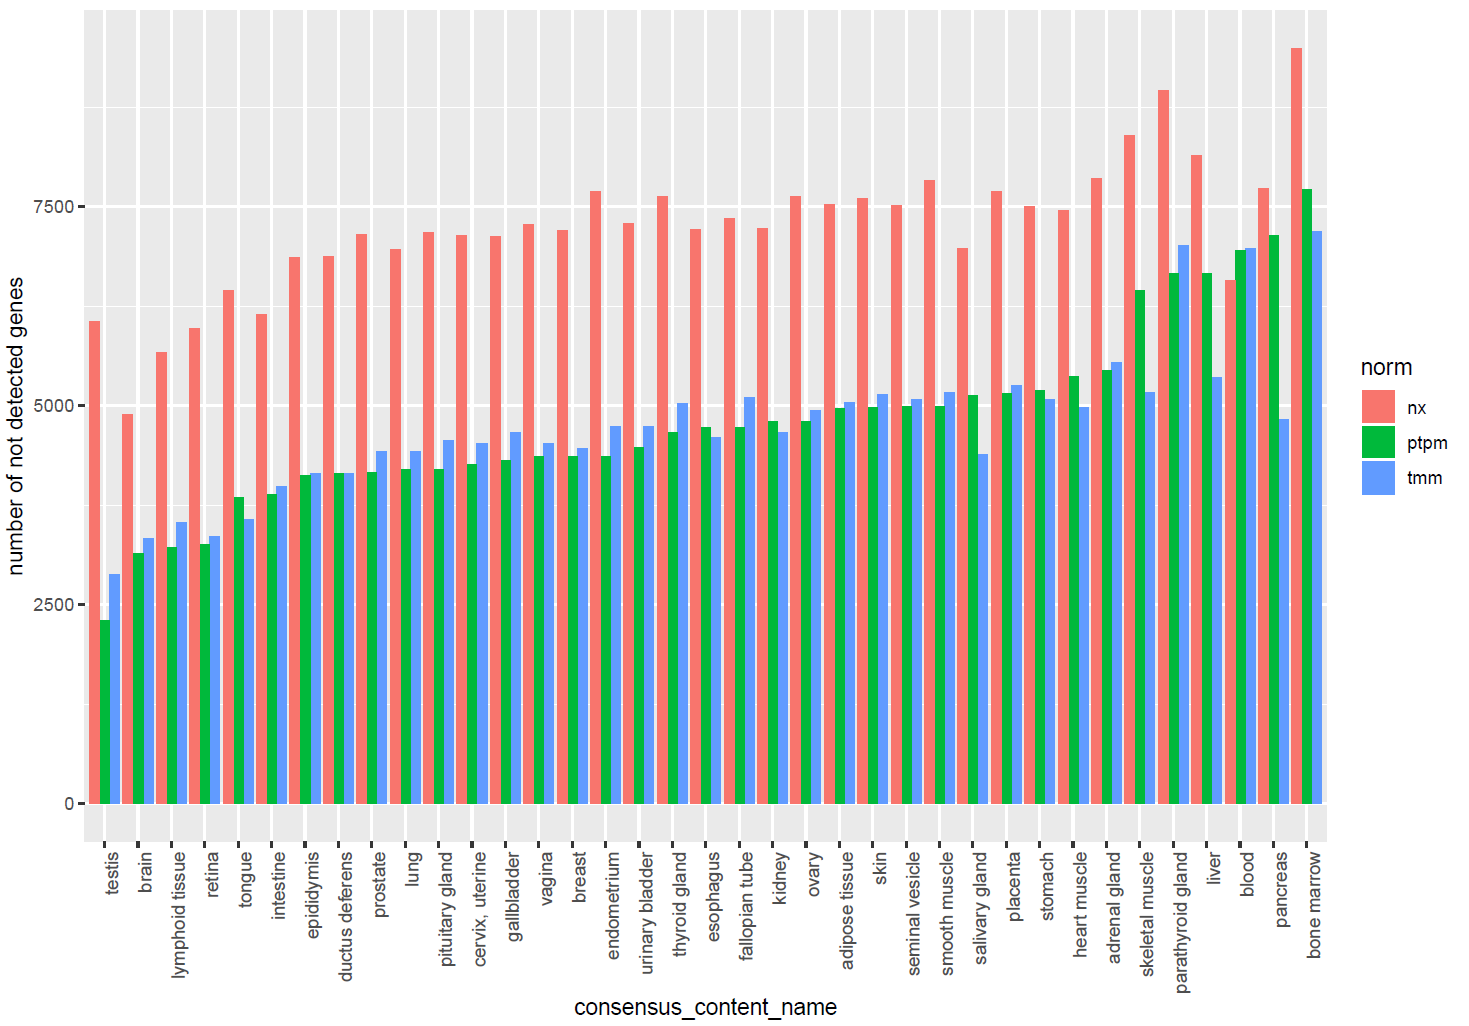 number of not detected genes
7500
5000
2500
0
testis
brain
lymphoid tissue
retina
tongue
intestine
epididymis
ductus deferens
prostate
lung
pituitary gland
cervix, uterine
gallbladder
vagina
breast
endometrium
urinary bladder
thyroid gland
esophagus
fallopian tube
kidney
ovary
adipose tissue
skin
seminal vesicle
smooth muscle
salivary gland
placenta
stomach
heart muscle
adrenal gland
skeletal muscle
parathyroid gland
liver
blood
pancreas
bone marrow
consensus_content_name
norm
nx
ptpm
tmm